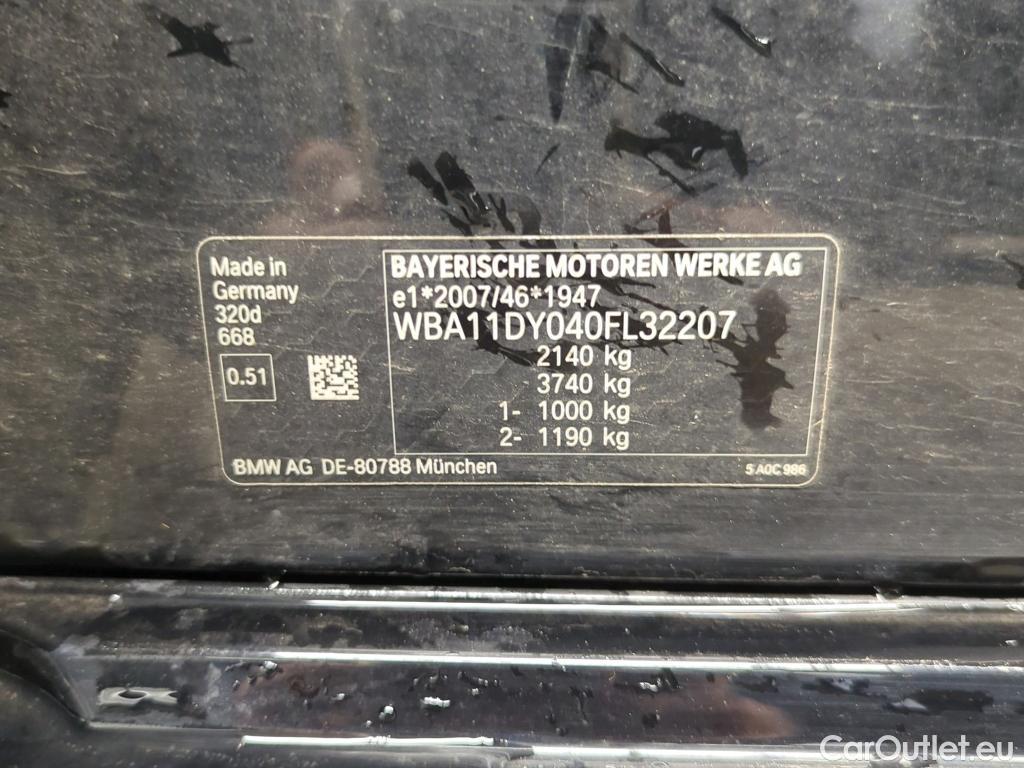 Made in
Germany
320d
668
0.51
BAYERISCHE MOTOREN WERKE AG
e1*2007/46*1947
WBA11DY040FL32207
2140 kg
3740 kg
1- 1000 kg
2- 1190 kg
BMW AG DE-80788 München
5 A0C 986
CarOutlet.eu